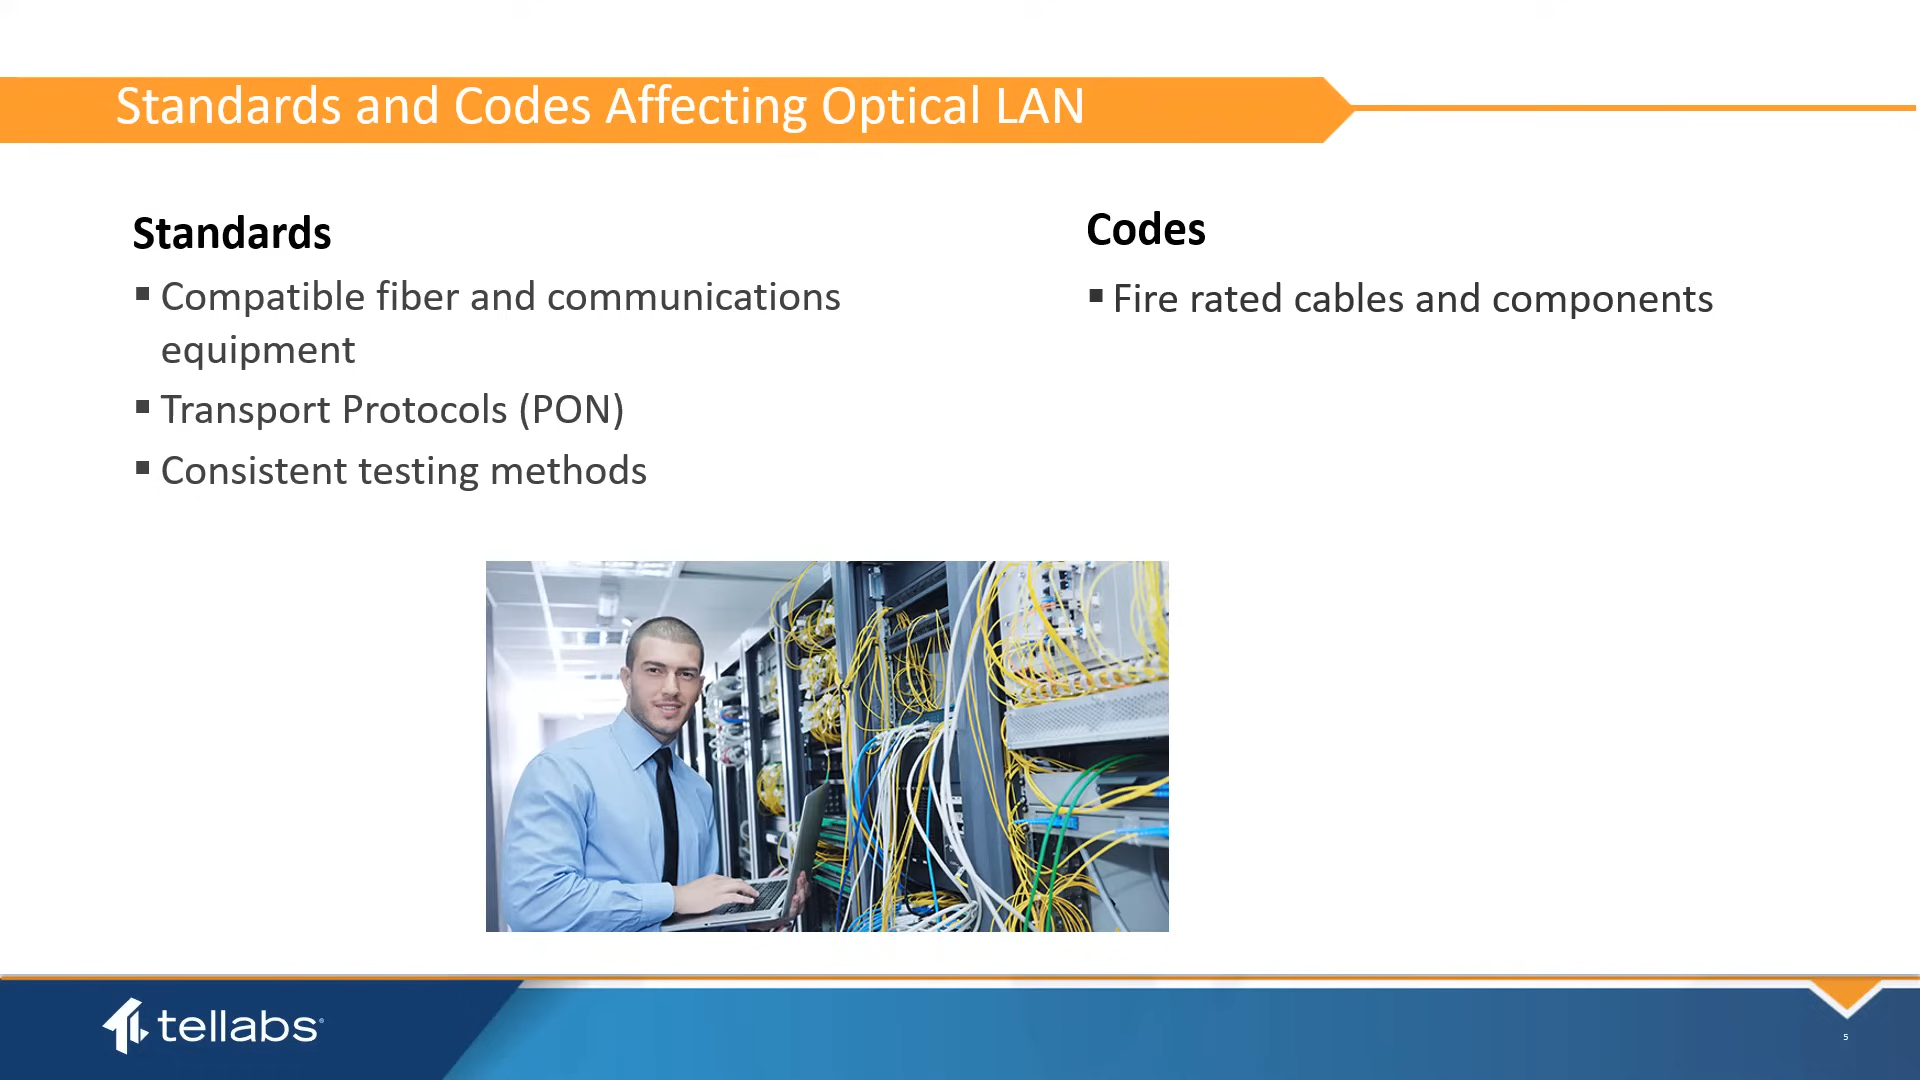 Standards and Codes Affecting Optical LAN
Standards
▪ Compatible fiber and communications
equipment
▪ Transport Protocols (PON)
▪ Consistent testing methods
Codes
▪ Fire rated cables and components
tellabs®
5